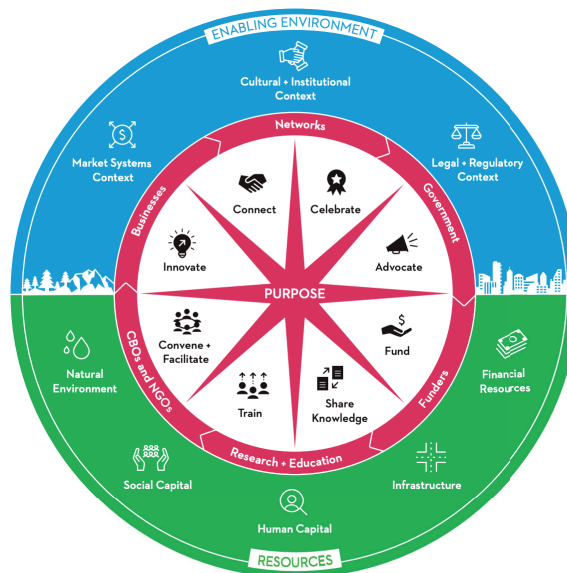 ENABLING ENVIRONMENT
Cultural + Institutional
Context
Market Systems
Context
Legal + Regulatory
Context
Networks
Businesses
Government
Connect
Celebrate
Innovate
Advocate
PURPOSE
Convene +
Facilitate
Fund
Train
Share
Knowledge
CBOs and NGOs
Funders
Research + Education
Natural
Environment
Financial
Resources
Social Capital
Infrastructure
Human Capital
RESOURCES
$
$